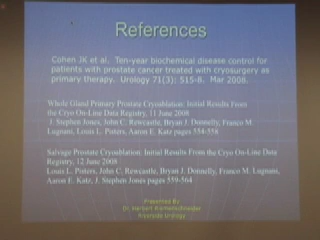 References
Cohen JK et al. Ten-year biochemical disease control for
patients with prostate cancer treated with cryosurgery as
primary therapy. Urology 71(3): 515-8. Mar 2008.
Whole Gland Primary Prostate Cryoablation: Initial Results From
the Cryo On-Line Data Registry, 11 June 2008
J. Stephen Jones, John C. Rewcastle, Bryan J. Donnelly, Franco M.
Lugnani, Louis L. Pisters, Aaron E. Katz pages 554-558
Salvage Prostate Cryoablation: Initial Results From the Cryo On-Line Data
Registry, 12 June 2008
Louis L. Pisters, John C. Rewcastle, Bryan J. Donnelly, Franco M. Lugnani,
Aaron E. Katz, J. Stephen Jones pages 559-564
Presented By
Dr. Herbert
Riverside Urology